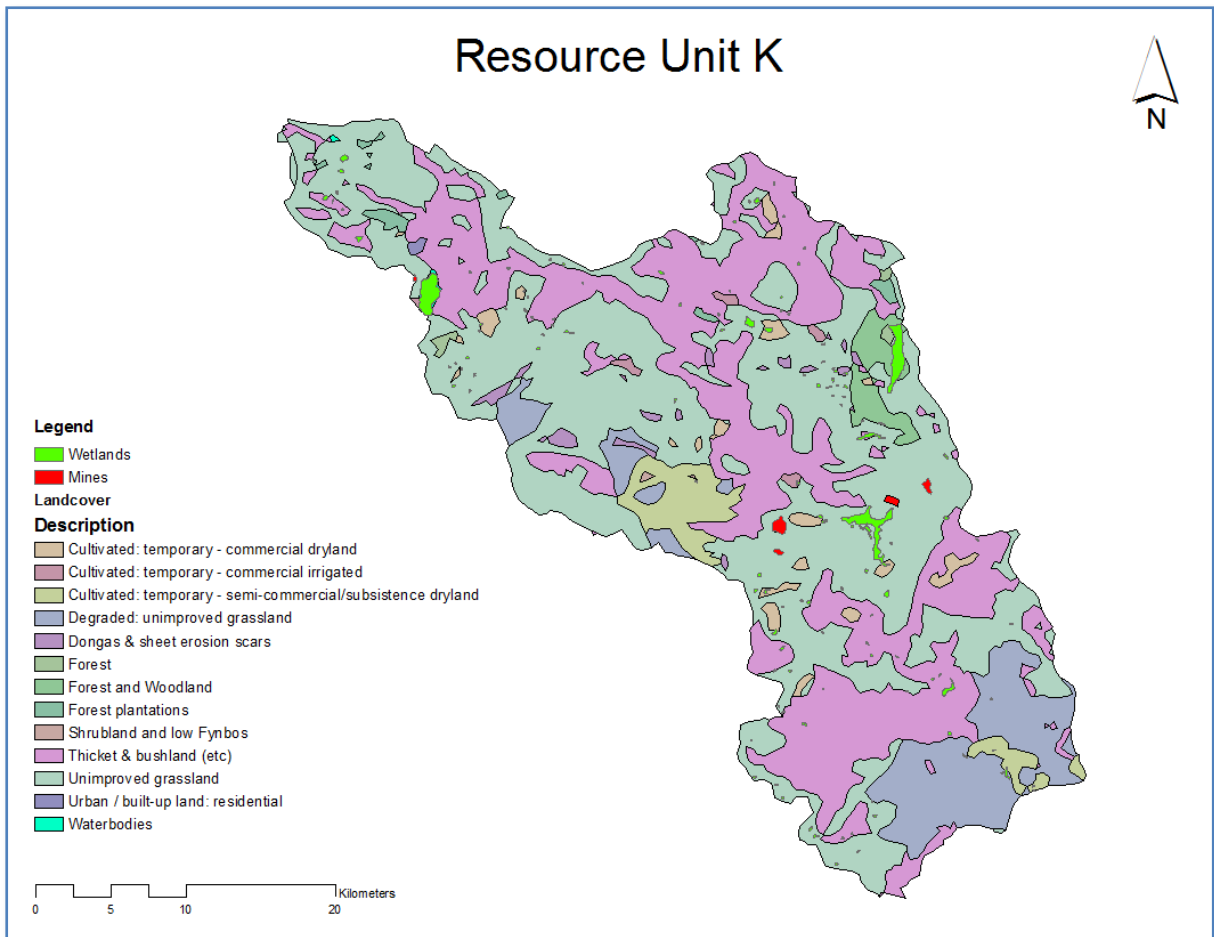 Resource Unit K
N
Legend
Wetlands
Mines
Landcover
Description
Cultivated: temporary - commercial dryland
Cultivated: temporary - commercial irrigated
Cultivated: temporary - semi-commercial/subsistence dryland
Degraded: unimproved grassland
Dongas & sheet erosion scars
Forest
Forest and Woodland
Forest plantations
Shrubland and low Fynbos
Thicket & bushland (etc)
Unimproved grassland
Urban / built-up land: residential
Waterbodies
Kilometers
0 5 10 20